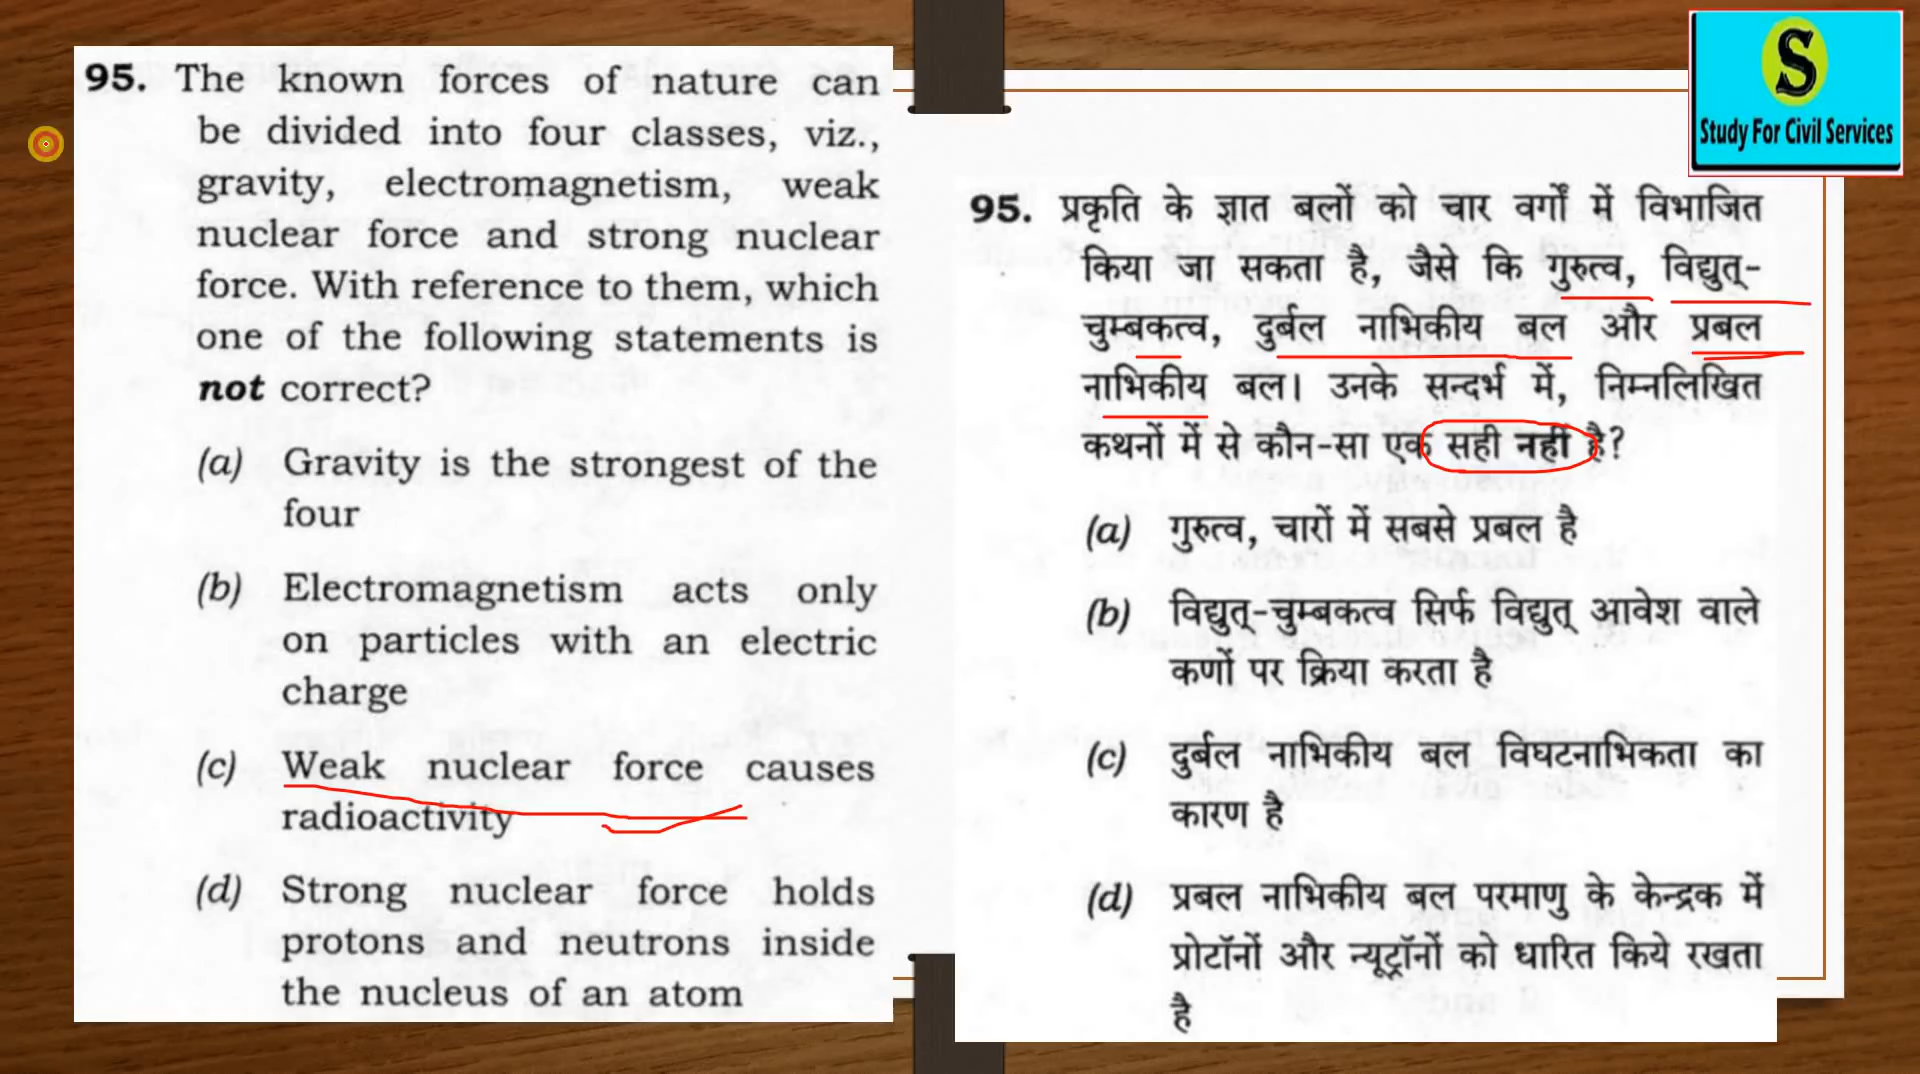 95. The known forces of nature can
be divided into four classes, viz.,
gravity, electromagnetism, weak
nuclear force and strong nuclear
force. With reference to them, which
one of the following statements is
not correct?
(a) Gravity is the strongest of the
four
(b) Electromagnetism acts only
on particles with an electric
charge
(c) Weak nuclear force causes
radioactivity
(d) Strong nuclear force holds
protons and neutrons inside
the nucleus of an atom
S
Study For Civil Services
95. प्रकृति के ज्ञात बलों को चार वर्गों में विभाजित
किया जा सकता है, जैसे कि गुरुत्व, विद्युत्-
चुम्बकत्व, दुर्बल नाभिकीय बल और प्रबल
नाभिकीय बल। उनके सन्दर्भ में, निम्नलिखित
कथनों में से कौन-सा एक सही नहीं है?
(a) गुरुत्व, चारों में सबसे प्रबल है
(b) विद्युत्-चुम्बकत्व सिर्फ विद्युत् आवेश वाले
कणों पर क्रिया करता है
(c) दुर्बल नाभिकीय बल विघटनाभिकता का
कारण है
(d) प्रबल नाभिकीय बल परमाणु के केन्द्रक में
प्रोटॉनों और न्यूट्रॉनों को धारित किये रखता
है